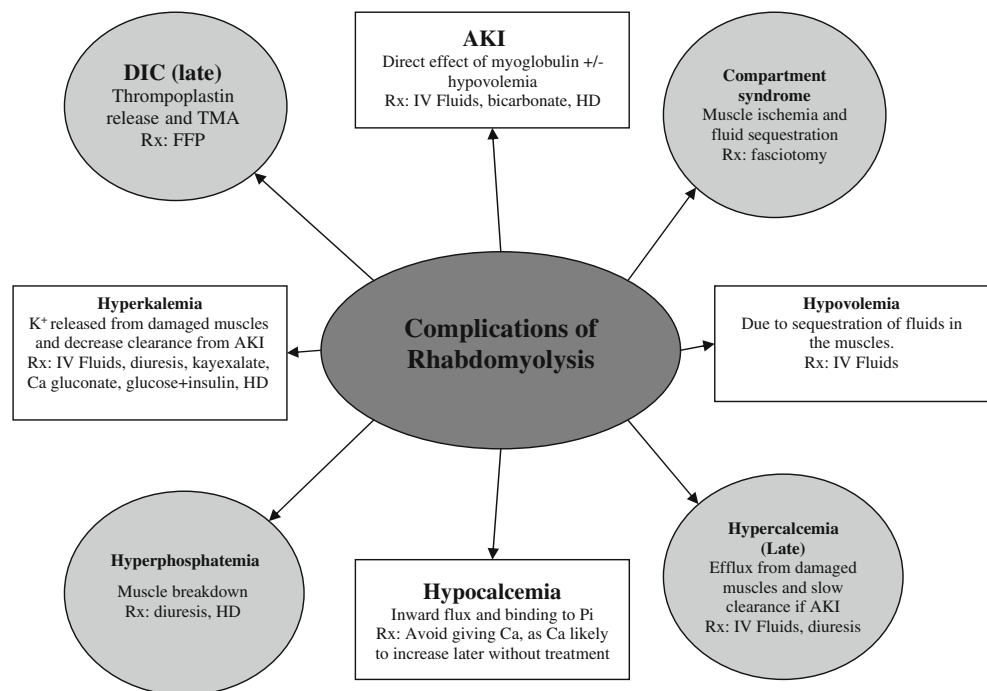 DIC (late)
Thrompoplastin
release and TMA
Rx: FFP
AKI
Direct effect of myoglobulin +/-
hypovolemia
Rx: IV Fluids, bicarbonate, HD
Compartment
syndrome
Muscle ischemia and
fluid sequestration
Rx: fasciotomy
Hyperkalemia
K⁺ released from damaged muscles
and decrease clearance from AKI
Rx: IV Fluids, diuresis, kayexalate,
Ca gluconate, glucose+insulin, HD
Complications of
Rhabdomyolysis
Hypovolemia
Due to sequestration of fluids in
the muscles.
Rx: IV Fluids
Hyperphosphatemia
Muscle breakdown
Rx: diuresis, HD
Hypocalcemia
Inward flux and binding to Pi
Rx: Avoid giving Ca, as Ca likely
to increase later without treatment
Hypercalcemia
(Late)
Efflux from damaged
muscles and slow
clearance if AKI
Rx: IV Fluids, diuresis